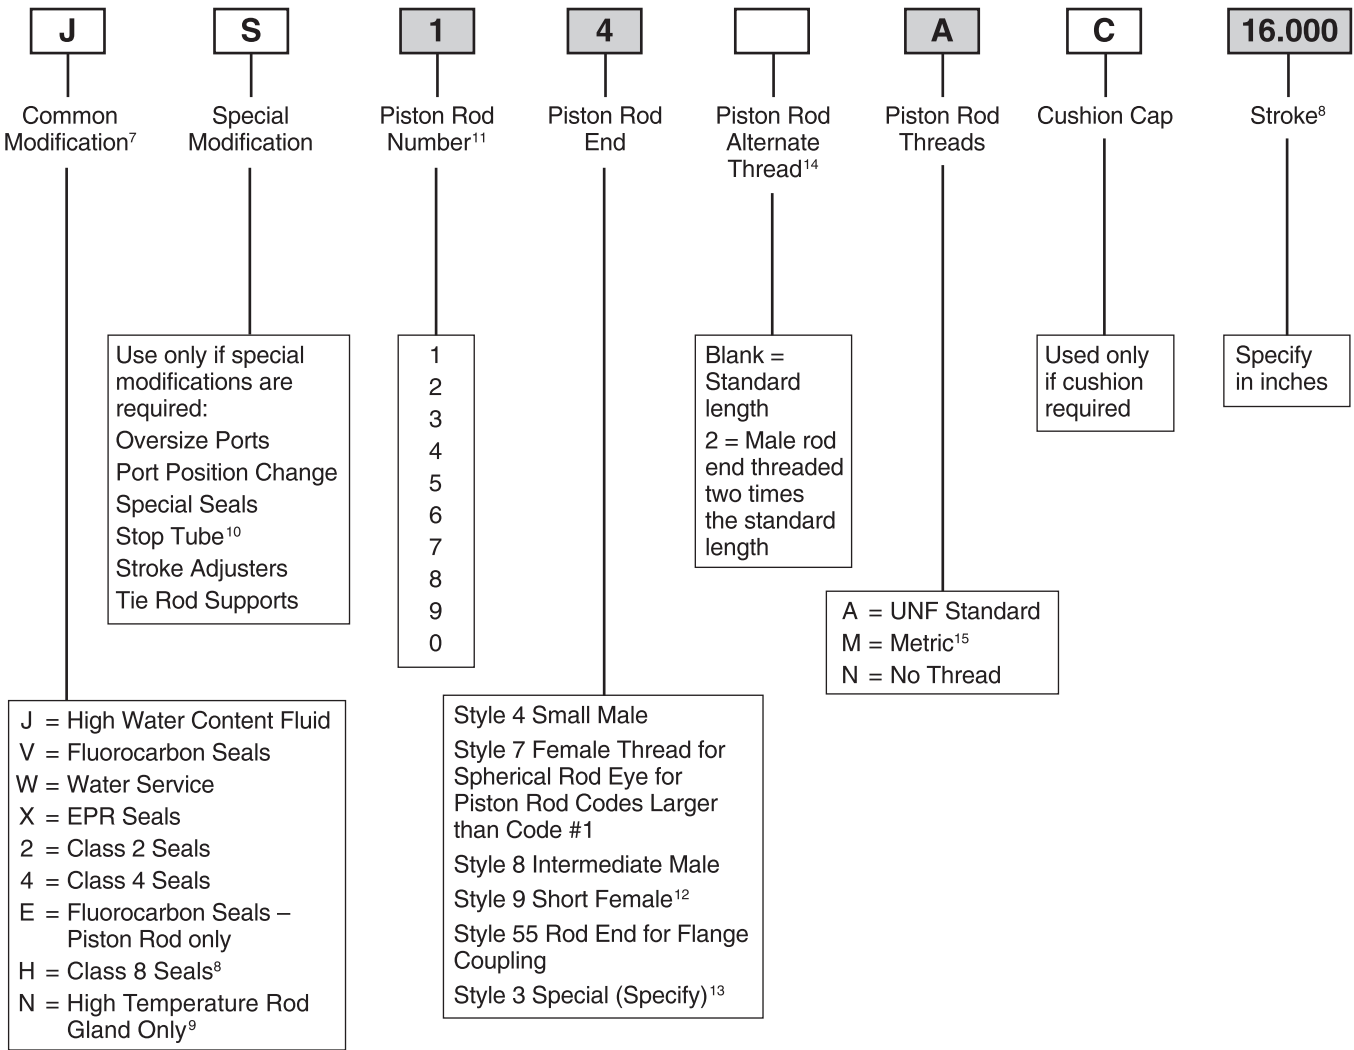 J
S
1
4
A
C
16.000
Common
Modification⁷
Special
Modification
Piston Rod
Number¹¹
Piston Rod
End
Piston Rod
Alternate
Thread¹⁴
Piston Rod
Threads
Cushion Cap
Stroke⁸
Use only if special
modifications are
required:
Oversize Ports
Port Position Change
Special Seals
Stop Tube¹⁰
Stroke Adjusters
Tie Rod Supports
1
2
3
4
5
6
7
8
9
0
Blank =
Standard
length
2 = Male rod
end threaded
two times
the standard
length
Used only
if cushion
required
Specify
in inches
A = UNF Standard
M = Metric¹⁵
N = No Thread
J = High Water Content Fluid
V = Fluorocarbon Seals
W = Water Service
X = EPR Seals
2 = Class 2 Seals
4 = Class 4 Seals
E = Fluorocarbon Seals –
Piston Rod only
H = Class 8 Seals⁸
N = High Temperature Rod
Gland Only⁹
Style 4 Small Male
Style 7 Female Thread for
Spherical Rod Eye for
Piston Rod Codes Larger
than Code #1
Style 8 Intermediate Male
Style 9 Short Female¹²
Style 55 Rod End for Flange
Coupling
Style 3 Special (Specify)¹³